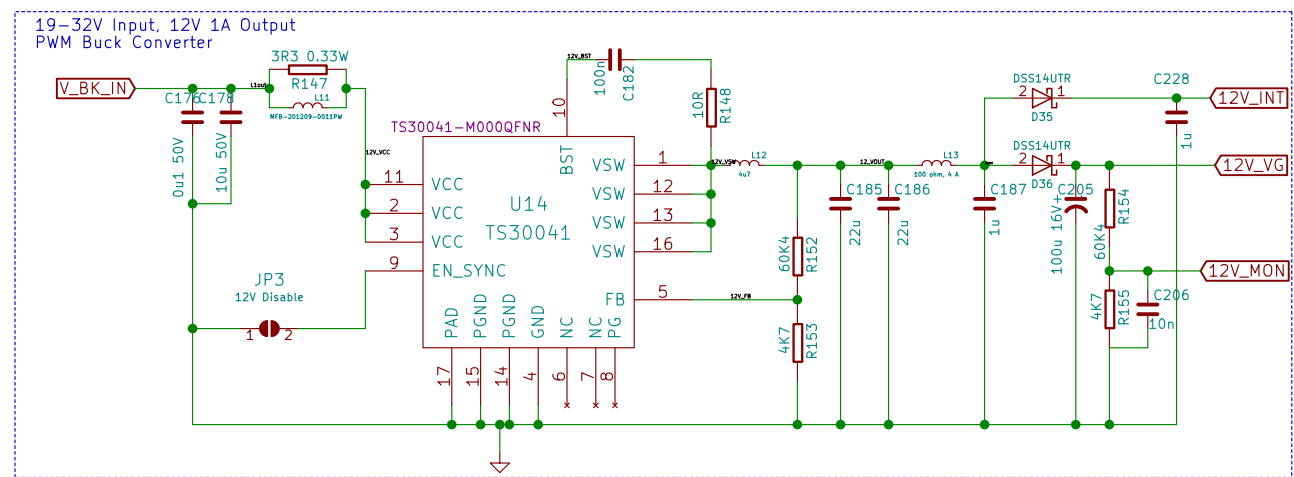 19-32V Input, 12V 1A Output
PWM Buck Converter
V_BK_IN
C176
C178
0u1 50V
10u 50V
L1out
3R3 0.33W
R147
L11
MFB-201209-0011PW
12V_VCC
TS30041-M000QFNR
12V_BST
100n
C182
10R
R148
10
BST
11
VCC
2
VCC
3
VCC
9
EN_SYNC
U14
TS30041
VSW
1
VSW
12
VSW
13
VSW
16
FB
5
PAD
PGND
PGND
GND
NC
NC
PG
17
15
14
4
6
7
8
JP3
12V Disable
1
2
12V_VSW
L12
4u7
12V_FB
60K4
R152
4K7
R153
12_VOUT
C185
22u
C186
22u
L13
100 ohm, 4 A
C187
1u
DSS14UTR
2
1
D35
DSS14UTR
2
1
D36
C228
1u
12V_INT
12V_VG
C205
100u 16V+
60K4
R154
12V_MON
4K7
R155
C206
10n